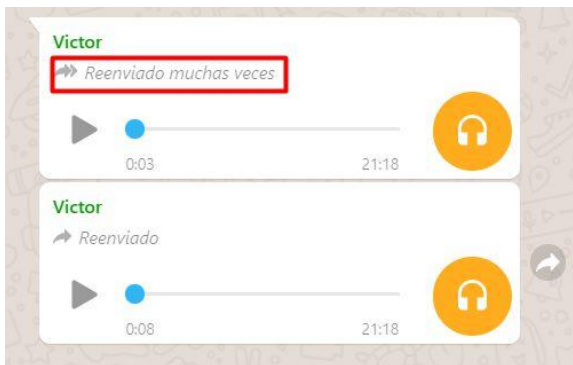 Victor
Reenviado muchas veces
0:03 21:18
Victor
Reenviado
0:08 21:18